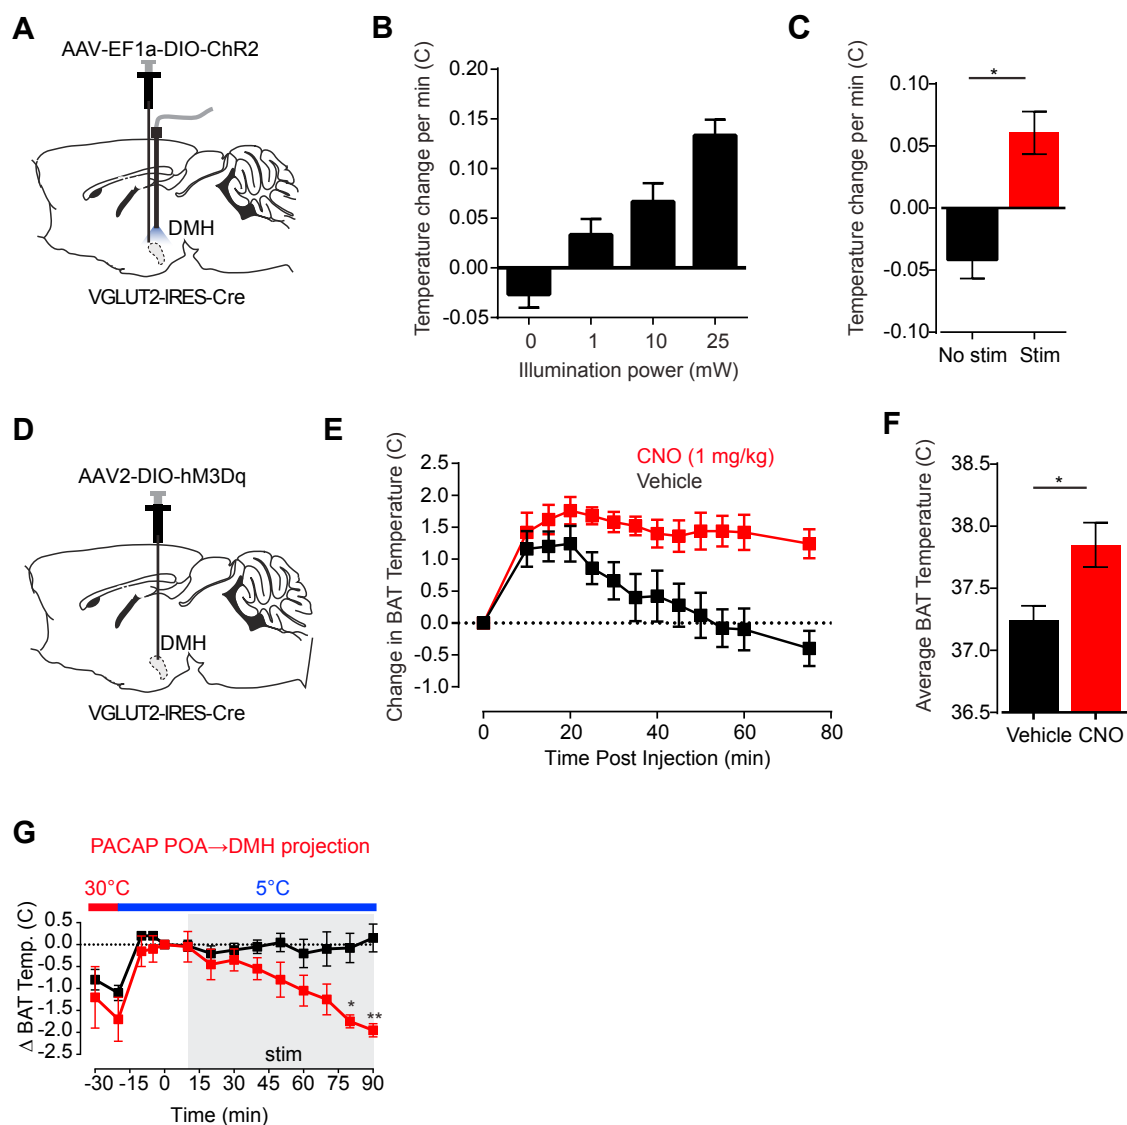 A
AAV-EF1a-DIO-ChR2
DMH
VGLUT2-IRES-Cre
B
Temperature change per min (C)
0.20
0.15
0.10
0.05
0.00
-0.05
0 1 10 25
Illumination power (mW)
C
Temperature change per min (C)
0.10
0.05
0.00
-0.05
-0.10
*
No stim Stim
D
AAV2-DIO-hM3Dq
DMH
VGLUT2-IRES-Cre
E
Change in BAT Temperature (C)
2.5
2.0
1.5
1.0
0.5
0.0
-0.5
-1.0
CNO (1 mg/kg)
Vehicle
0 20 40 60 80
Time Post Injection (min)
F
Average BAT Temperature (C)
38.5
38.0
37.5
37.0
36.5
*
Vehicle CNO
G
PACAP POA→DMH projection
30°C 5°C
Δ BAT Temp. (C)
0.5
0.0
-0.5
-1.0
-1.5
-2.0
-2.5
*
**
stim
-30 -15 0 15 30 45 60 75 90
Time (min)